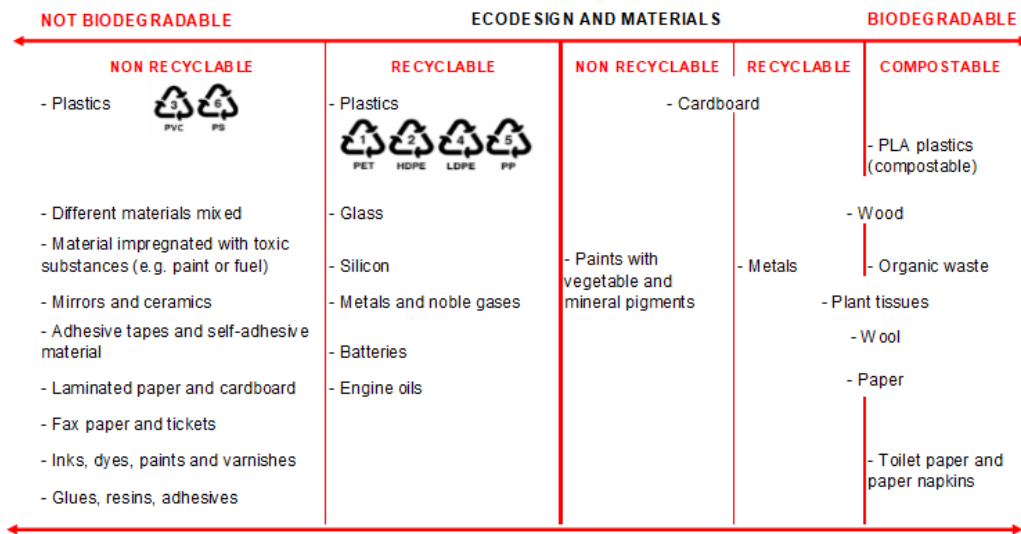 NOT BIODEGRADABLE
ECODESIGN AND MATERIALS
BIODEGRADABLE
NON RECYCLABLE
RECYCLABLE
NON RECYCLABLE
RECYCLABLE
COMPOSTABLE
- Plastics
3
PVC
6
PS
- Different materials mixed
- Material impregnated with toxic
substances (e.g. paint or fuel)
- Mirrors and ceramics
- Adhesive tapes and self-adhesive
material
- Laminated paper and cardboard
- Fax paper and tickets
- Inks, dyes, paints and varnishes
- Glues, resins, adhesives
- Plastics
1
PET
2
HDPE
4
LDPE
5
PP
- Glass
- Silicon
- Metals and noble gases
- Batteries
- Engine oils
- Cardboard
- Paints with
vegetable and
mineral pigments
- Metals
- PLA plastics
(compostable)
- Wood
- Organic waste
- Plant tissues
- Wool
- Paper
- Toilet paper and
paper napkins